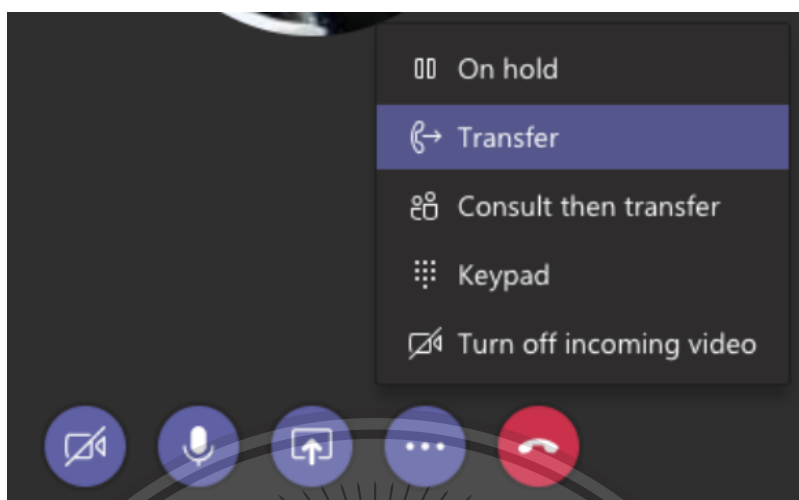 On hold
Transfer
Consult then transfer
Keypad
Turn off incoming video